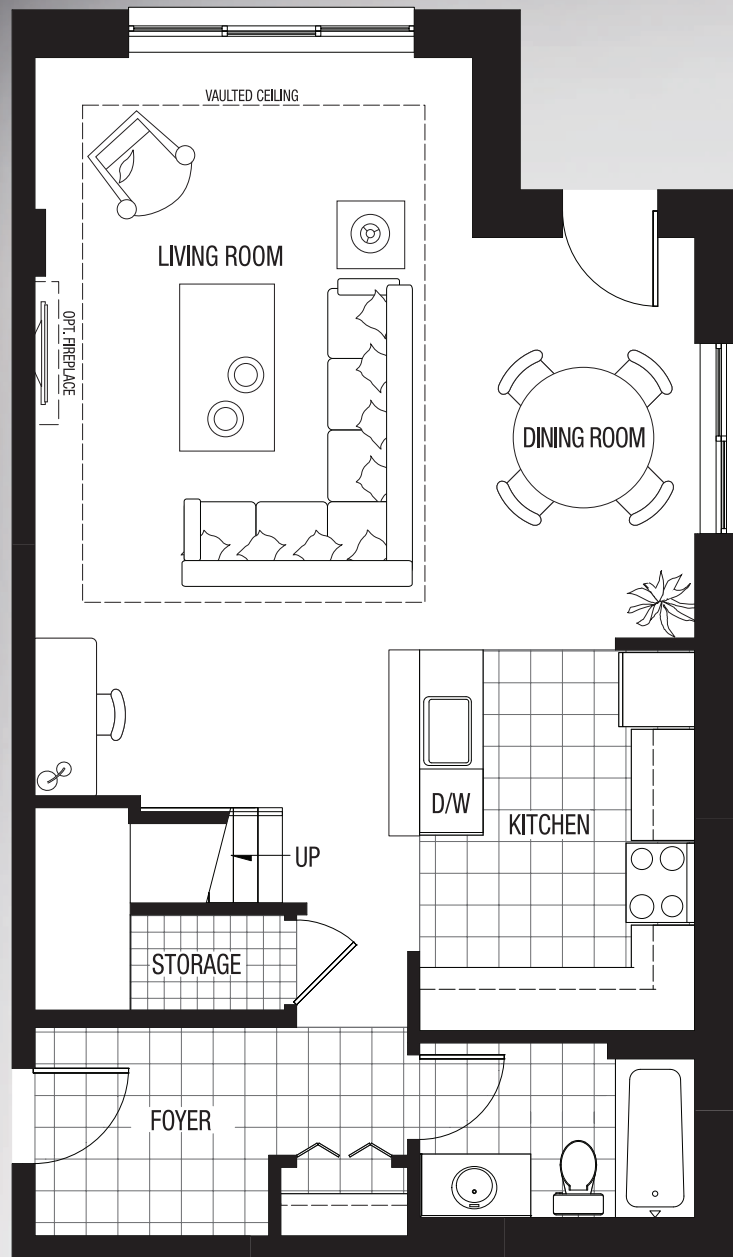 VAULTED CEILING
LIVING ROOM
OPT. FIREPLACE
DINING ROOM
D/W
KITCHEN
UP
STORAGE
FOYER